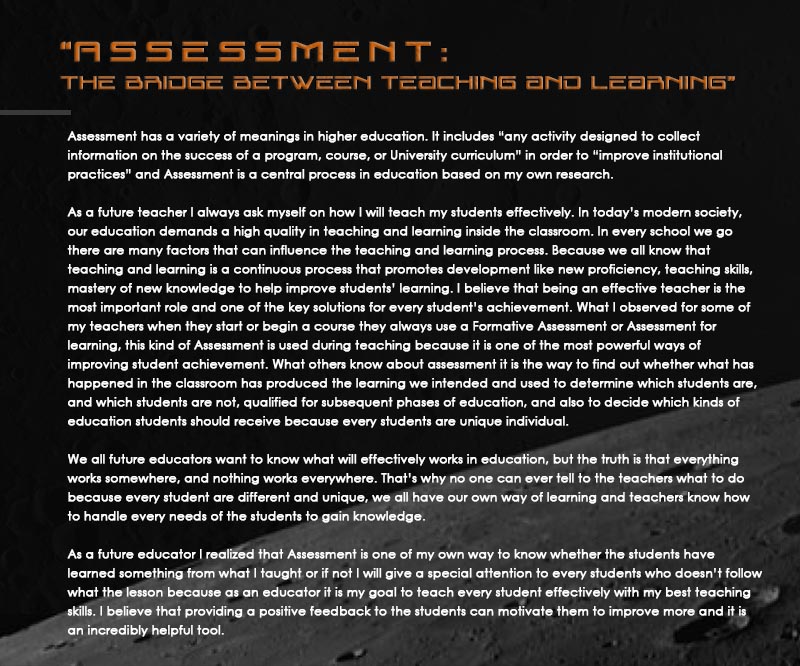 "ASSESSMENT:
THE BRIDGE BETWEEN TEACHING AND LEARNING"
Assessment has a variety of meanings in higher education. It includes "any activity designed to collect
information on the success of a program, course, or University curriculum" in order to "improve institutional
practices" and Assessment is a central process in education based on my own research.
As a future teacher I always ask myself on how I will teach my students effectively. In today's modern society,
our education demands a high quality in teaching and learning inside the classroom. In every school we go
there are many factors that can influence the teaching and learning process. Because we all know that
teaching and learning is a continuous process that promotes development like new proficiency, teaching skills,
mastery of new knowledge to help improve students' learning. I believe that being an effective teacher is the
most important role and one of the key solutions for every student's achievement. What I observed for some of
my teachers when they start or begin a course they always use a Formative Assessment or Assessment for
learning, this kind of Assessment is used during teaching because it is one of the most powerful ways of
improving student achievement. What others know about assessment it is the way to find out whether what has
happened in the classroom has produced the learning we intended and used to determine which students are,
and which students are not, qualified for subsequent phases of education, and also to decide which kinds of
education students should receive because every students are unique individual.
We all future educators want to know what will effectively works in education, but the truth is that everything
works somewhere, and nothing works everywhere. That's why no one can ever tell to the teachers what to do
because every student are different and unique, we all have our own way of learning and teachers know how
to handle every needs of the students to gain knowledge.
As a future educator I realized that Assessment is one of my own way to know whether the students have
learned something from what I taught or if not I will give a special attention to every students who doesn't follow
what the lesson because as an educator it is my goal to teach every student effectively with my best teaching
skills. I believe that providing a positive feedback to the students can motivate them to improve more and it is
an incredibly helpful tool.